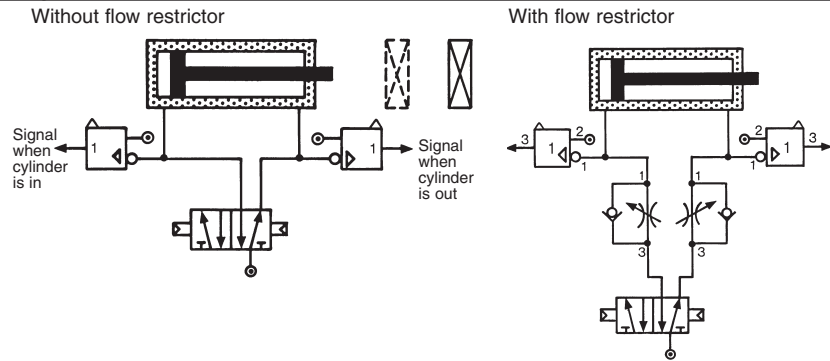 Without flow restrictor
With flow restrictor
Signal
when
cylinder
is in
1
1
Signal
when
cylinder
is out
3
2
1
1
2
3
1
1
1
1
3
3